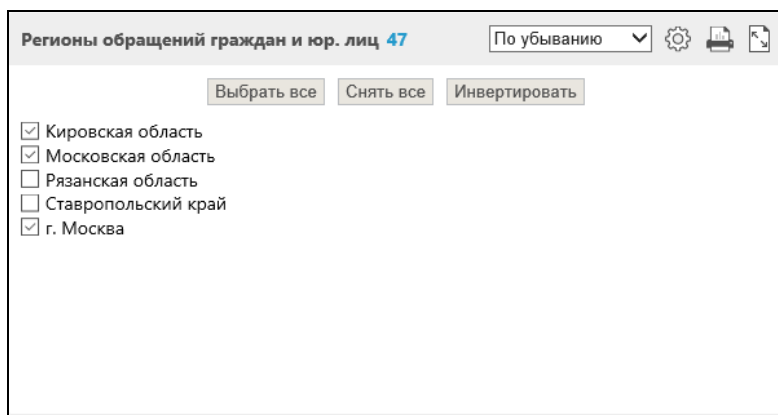 Регионы обращений граждан и юр. лиц 47 По убыванию
Выбрать все Снять все Инвертировать
Кировская область
Московская область
Рязанская область
Ставропольский край
г. Москва